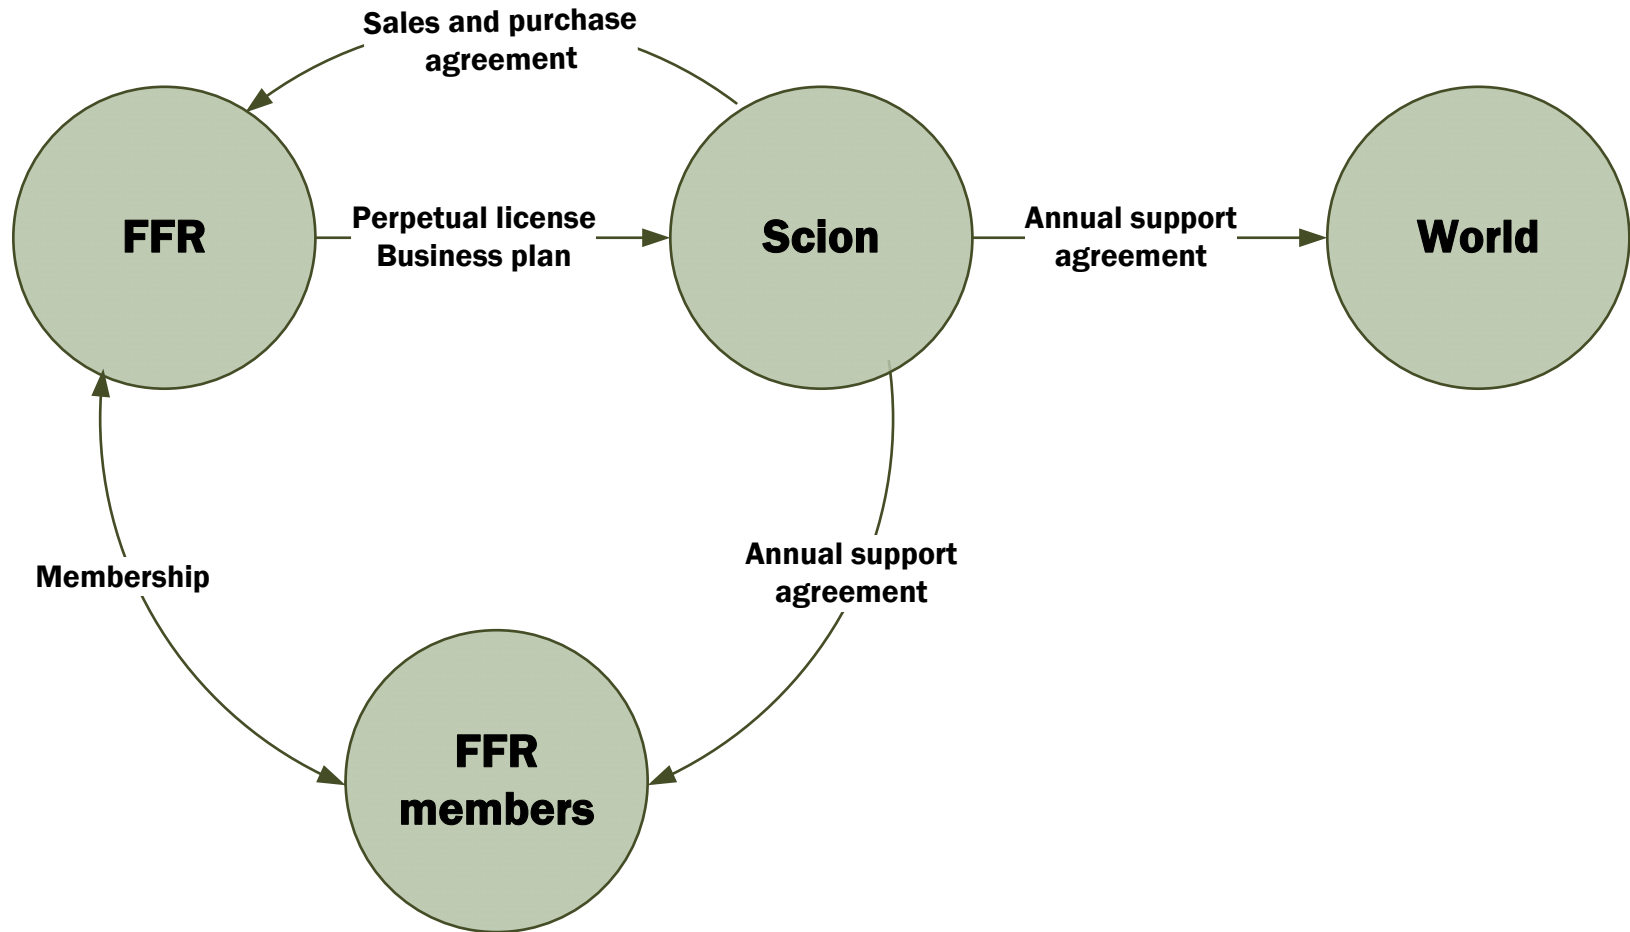 Sales and purchase
agreement
FFR
Perpetual license
Business plan
Scion
Annual support
agreement
World
Membership
Annual support
agreement
FFR
members